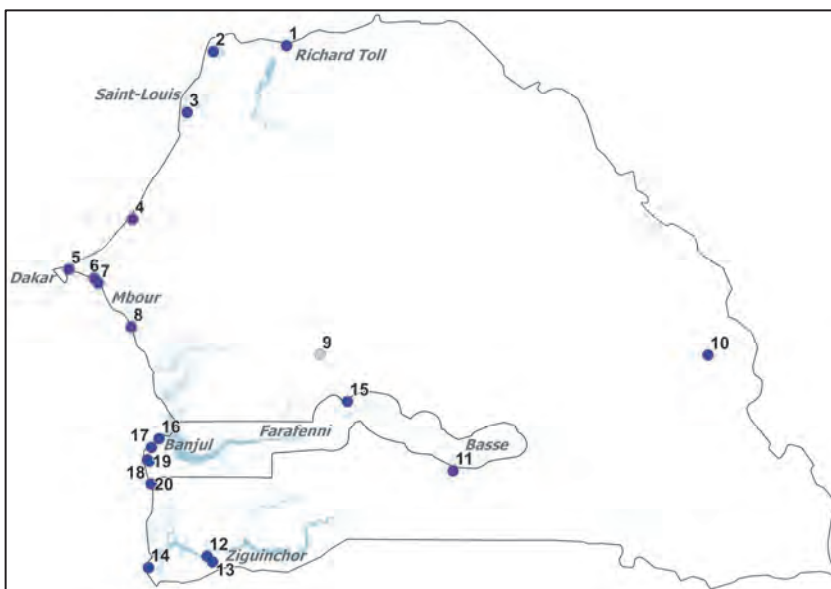 1
2
Richard Toll
Saint-Louis
3
4
5
6
7
Dakar
Mbour
8
9
10
15
16
17
Banjul
Farafenni
Basse
18
19
11
20
12
Ziguinchor
13
14